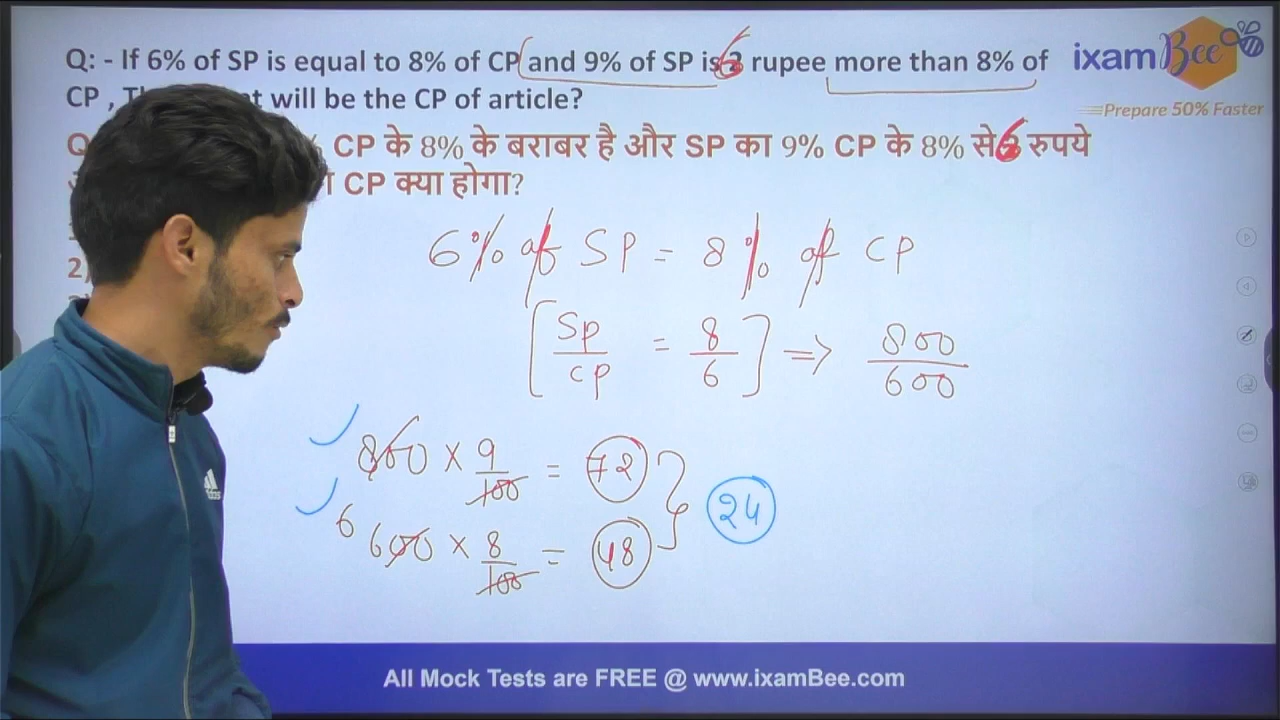 Q: - If 6% of SP is equal to 8% of CP and 9% of SP is 6 rupee more than 8% of
CP , will be the CP of article?
ixamBee
Prepare 50% Faster
Q CP के 8% के बराबर है और SP का 9% CP के 8% से 6 रुपये
CP क्या होगा?
2)
6% of SP = 8% of CP
[SP/CP = 8/6] => 800/600
800 × 9/100 = 72
24
6 600 × 8/100 = 48
adidas
All Mock Tests are FREE @ www.ixamBee.com